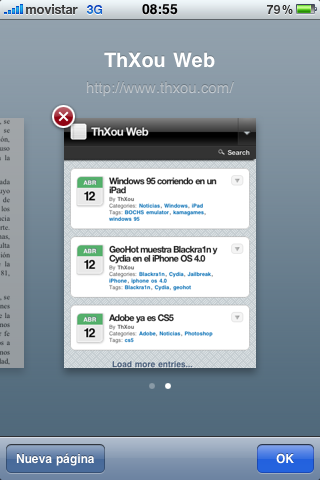 movistar 3G 08:55 79%
ThXou Web
http://www.thxou.com/
ThXou Web
Search
ABR
12
Windows 95 corriendo en un
iPad
By ThXou
Categories: Noticias, Windows, iPad
Tags: BOCHS emulator, kamagames,
windows 95
ABR
12
GeoHot muestra Blackra1n y
Cydia en el iPhone OS 4.0
By ThXou
Categories: Blackra1n, Cydia, Jailbreak,
iPhone, iphone os 4.0
Tags: Blackra1n, Cydia, geohot
ABR
12
Adobe ya es CS5
By ThXou
Categories: Adobe, Noticias, Photoshop
Tags: cs5
Load more entries...
Nueva página
OK